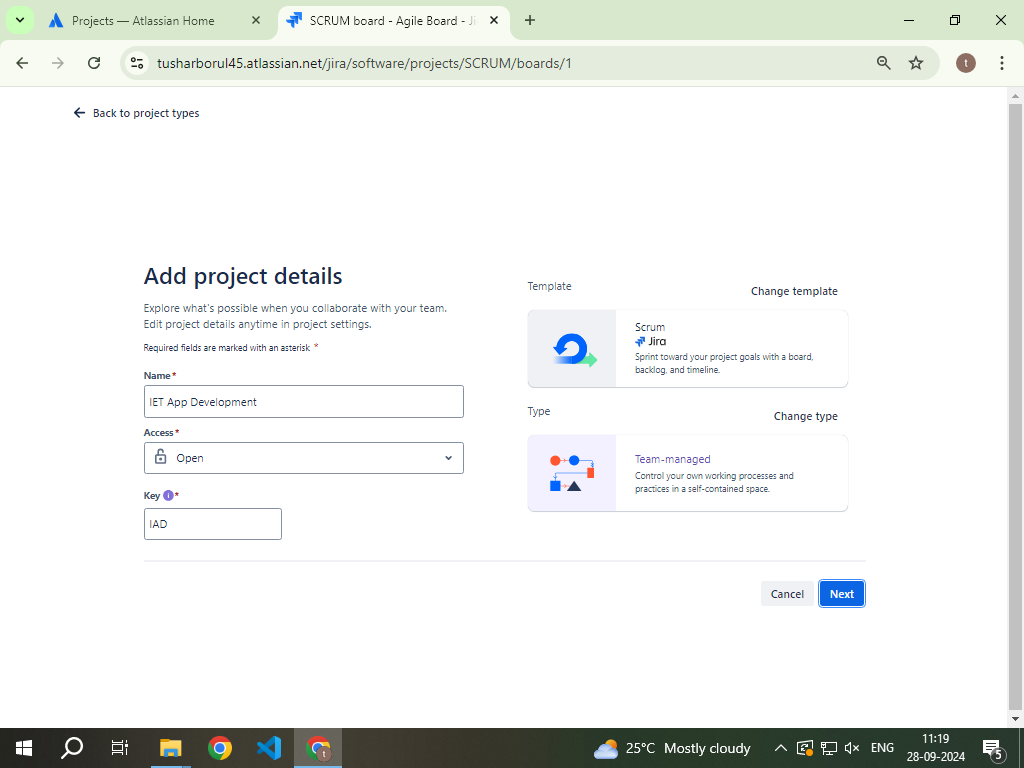 Projects — Atlassian Home
SCRUM board - Agile Board - Ji
tusharborul45.atlassian.net/jira/software/projects/SCRUM/boards/1
t
Back to project types
Add project details
Explore what's possible when you collaborate with your team.
Edit project details anytime in project settings.
Required fields are marked with an asterisk *
Name*
IET App Development
Access*
Open
Key i *
IAD
Template
Change template
Scrum
Jira
Sprint toward your project goals with a board,
backlog, and timeline.
Type
Change type
Team-managed
Control your own working processes and
practices in a self-contained space.
Cancel
Next
t
25°C Mostly cloudy
ENG
11:19
28-09-2024
5